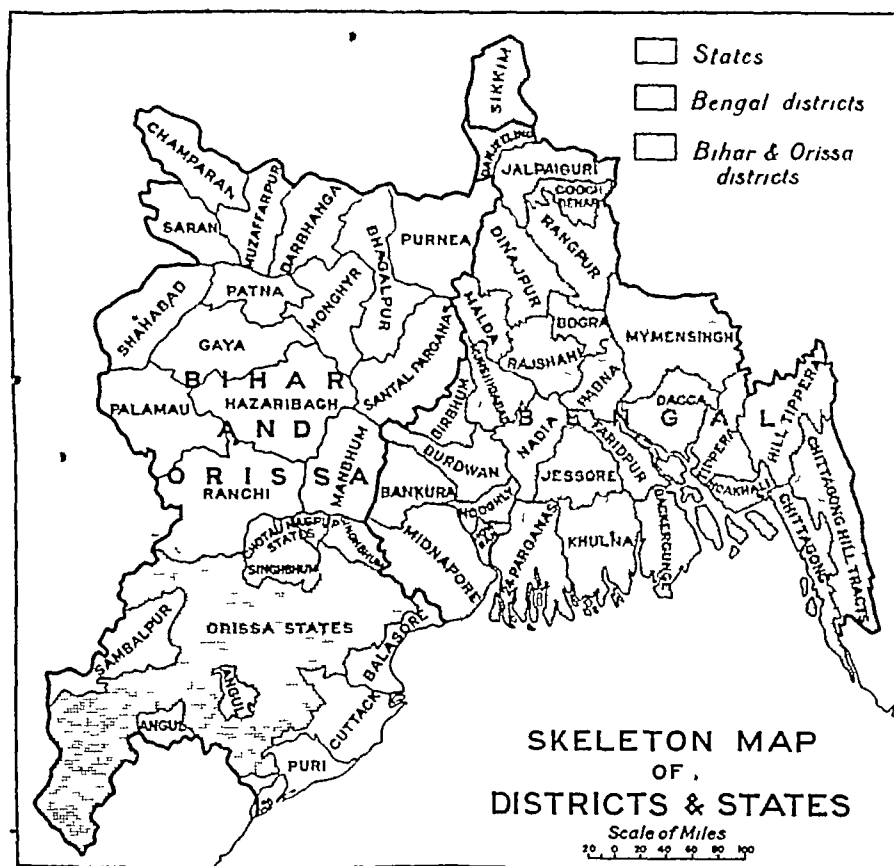 States
Bengal districts
Bihar & Orissa
districts
SIKKIM
DARJEELING
JALPAIGURI
COOCH
BEHAR
CHAMPARAN
SARAN
MUZAFFARPUR
DARBHANGA
BHAGALPUR
PURNEA
DINAJPUR
RANGPUR
SHAHABAD
PATNA
MONGHYR
MALDA
BOGRA
MYMENSINGH
GAYA
SANTAL PARGANAS
RAJSHAHI
PABNA
BIHAR
AND
ORISSA
HAZARIBAGH
PALAMAU
MURSHIDABAD
BIRBHUM
BENGAL
DACCA
NADIA
FARIDPUR
TIPPERA
HILL TIPPERA
RANCHI
MANBHUM
BURDWAN
BANKURA
JESSORE
NOAKHALI
CHITTAGONG
CHITTAGONG HILL TRACTS
HOOGHLY
CHOTAU NAGPUR
STATES
SINGHBHUM
SINGHBHUM
MIDNAPORE
24 PARGANAS
KHULNA
BACKERGUNGE
SAMBALPUR
ORISSA STATES
BALASORE
ANGUL
ANGUL
CUTTACK
PURI
SKELETON MAP
OF
DISTRICTS & STATES
Scale of Miles
20 0 20 40 60 80 100